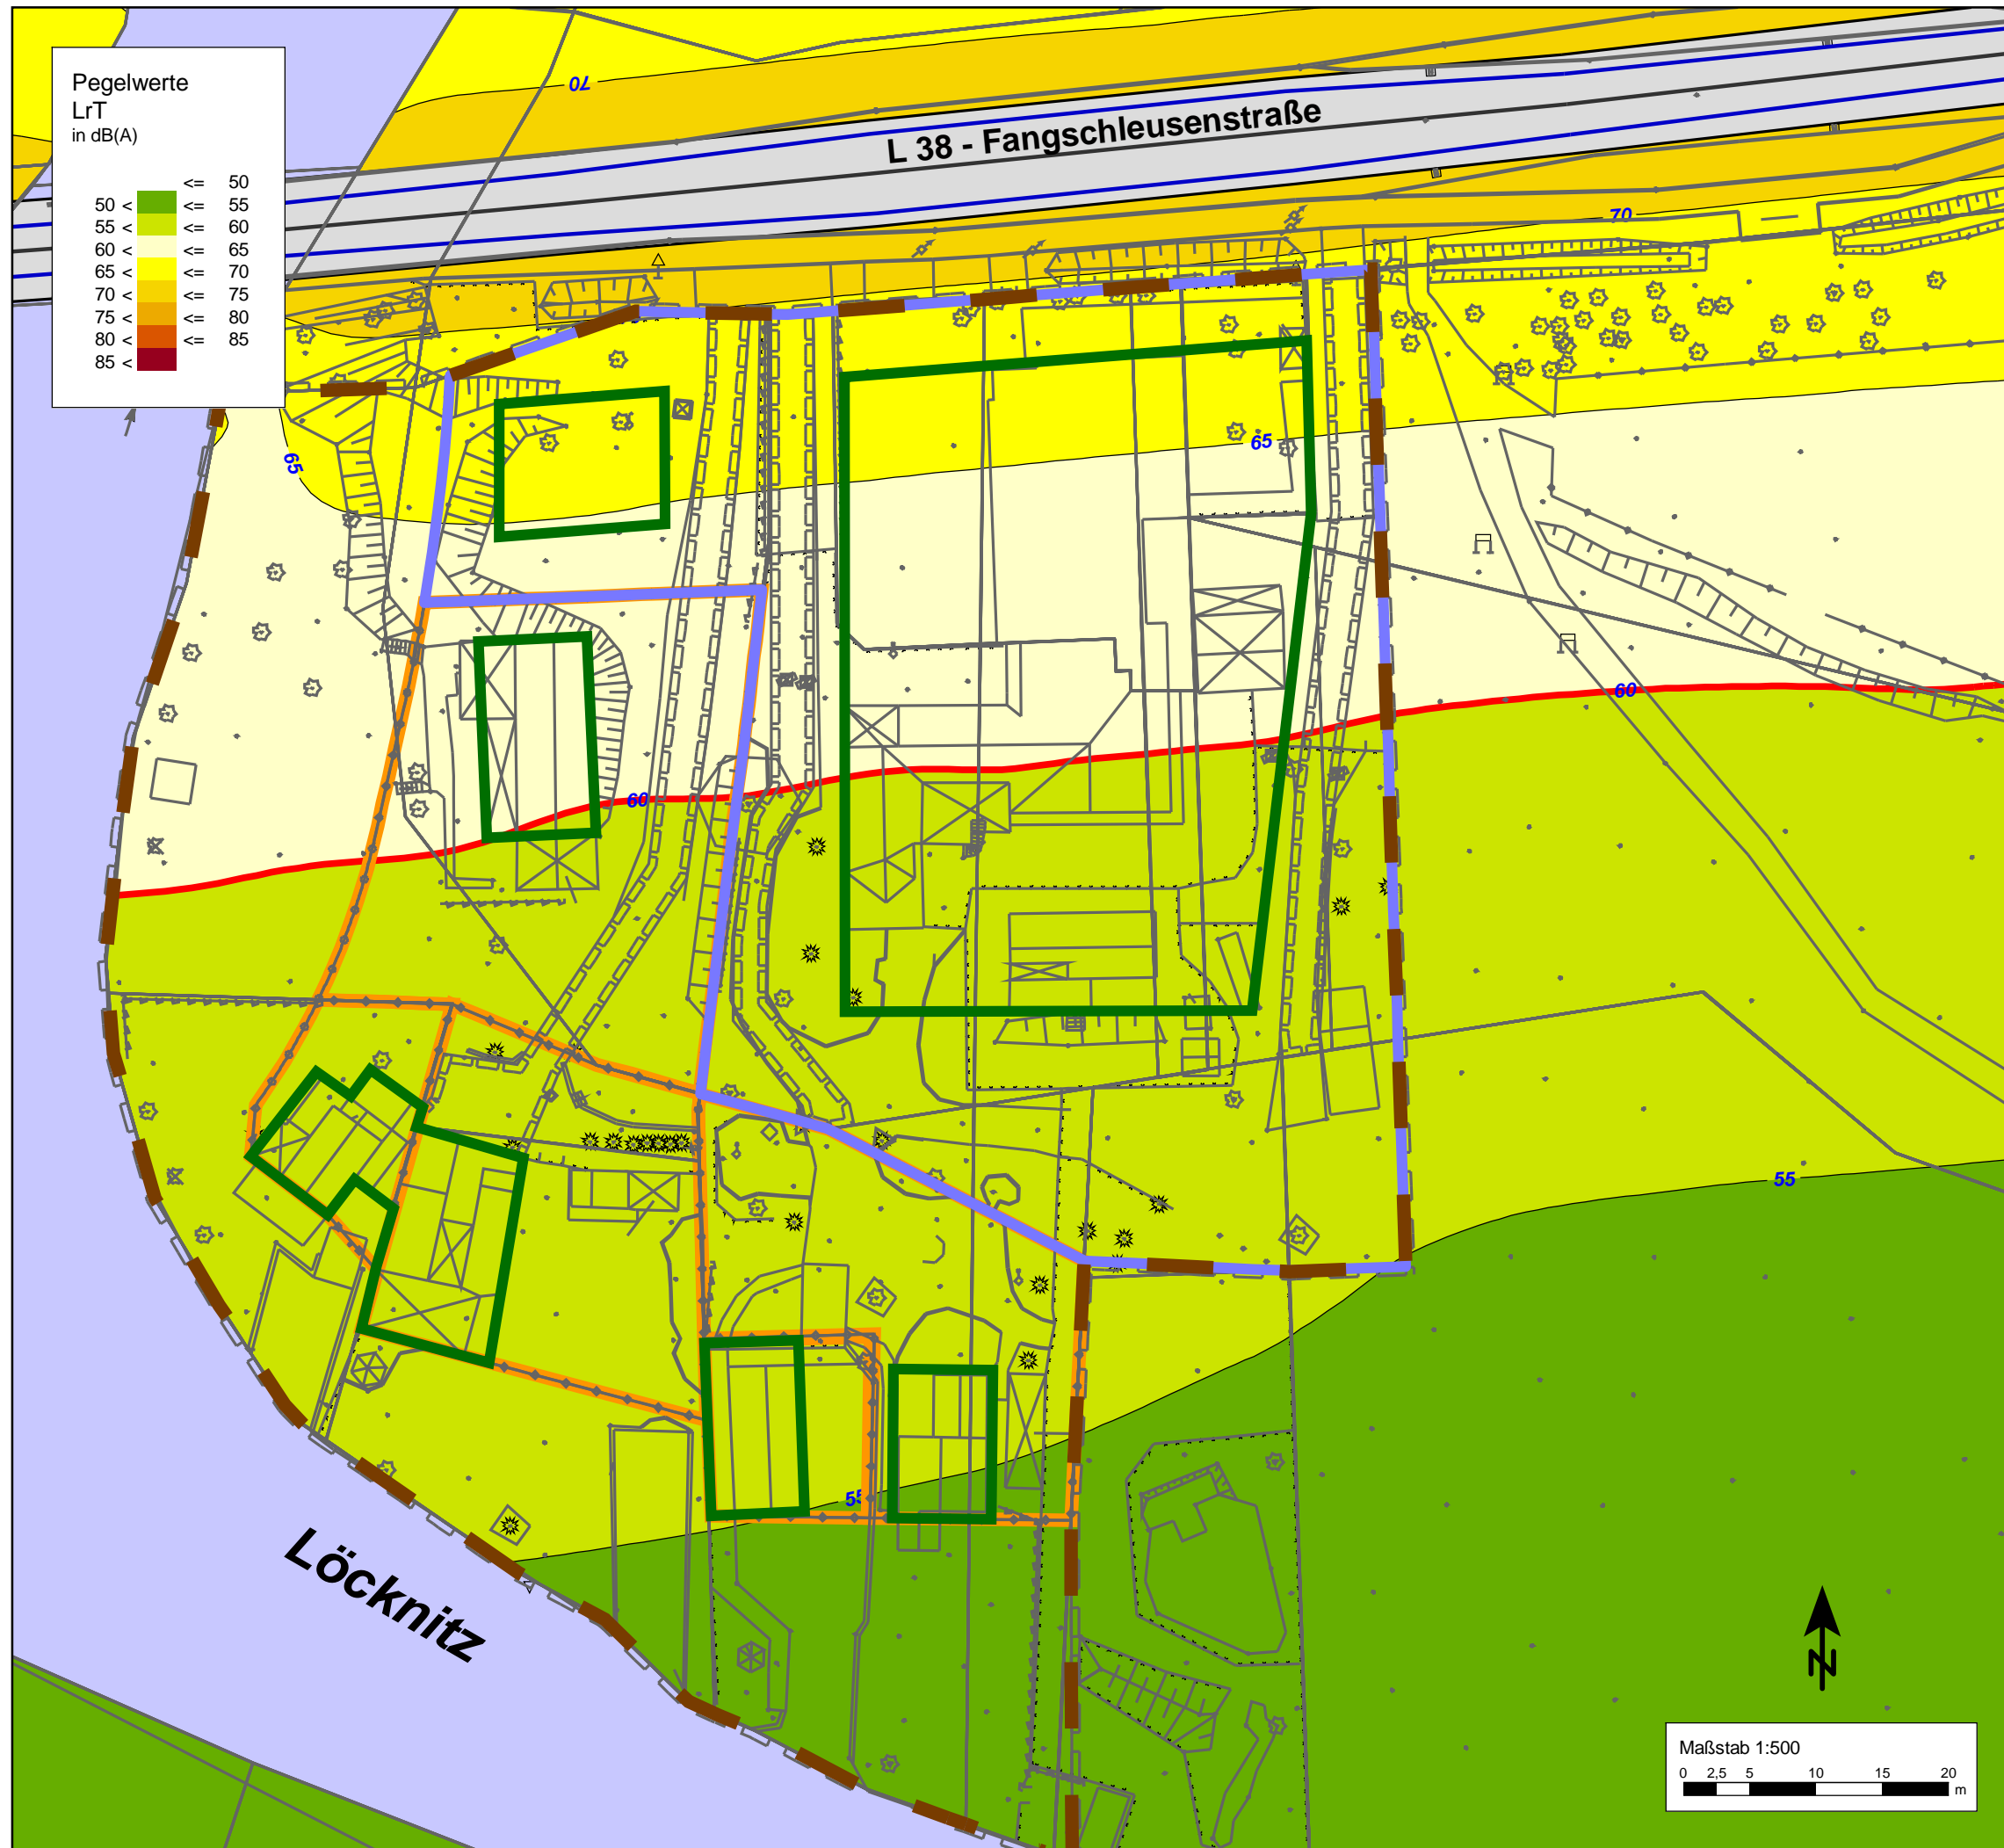 Pegelwerte
LrT
in dB(A)
<= 50
50 < <= 55
55 < <= 60
60 < <= 65
65 < <= 70
70 < <= 75
75 < <= 80
80 < <= 85
85 <
70
L 38 - Fangschleusenstraße
70
65
65
60
60
55
55
Löcknitz
N
Maßstab 1:500
0 2,5 5 10 15 20
m